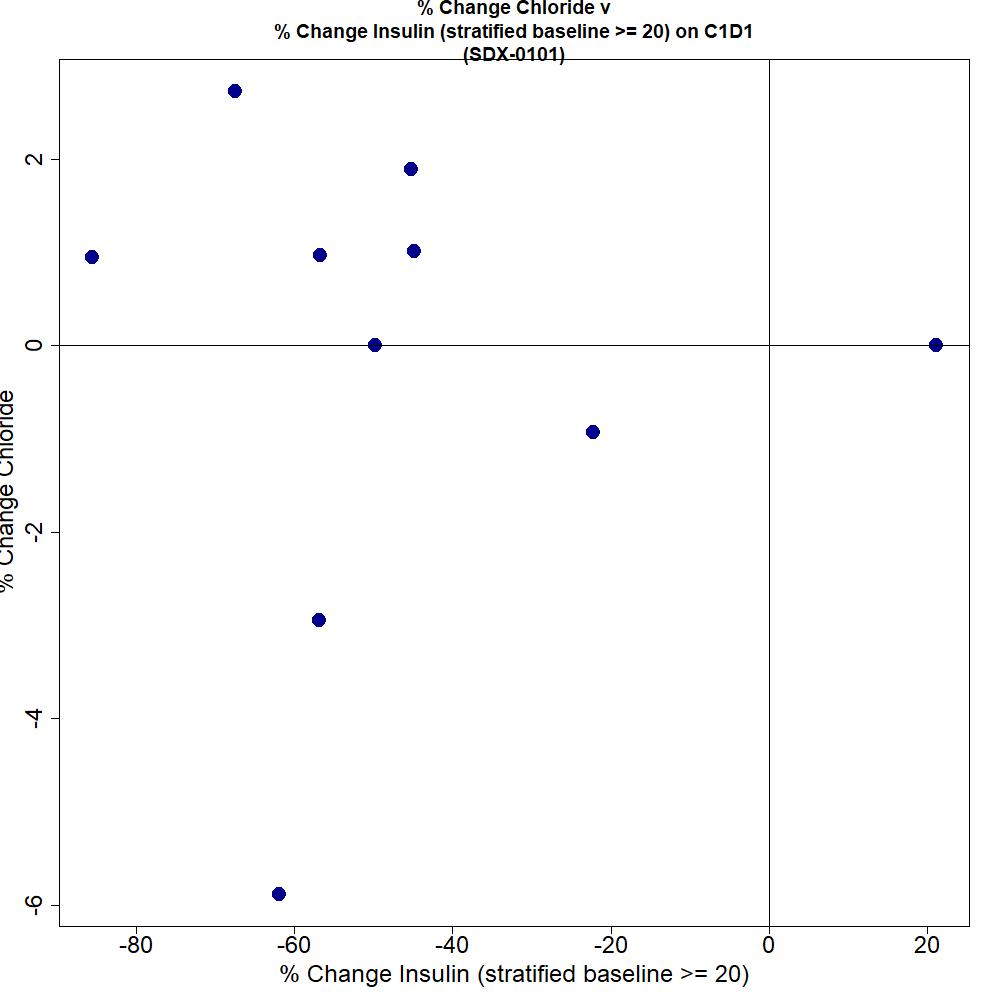 % Change Chloride v
% Change Insulin (stratified baseline >= 20) on C1D1
(SDX-0101)
% Change Chloride
2
0
-2
-4
-6
-80
-60
-40
-20
0
20
% Change Insulin (stratified baseline >= 20)